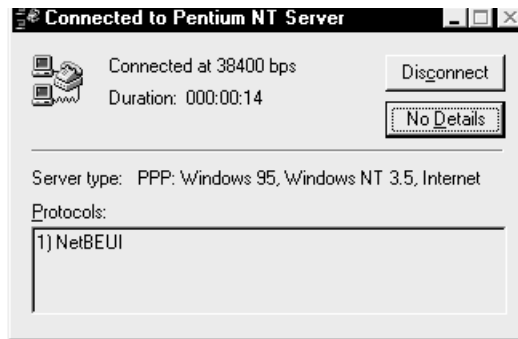 Connected to Pentium NT Server
Connected at 38400 bps
Disconnect
Duration: 000:00:14
No Details
Server type: PPP: Windows 95, Windows NT 3.5, Internet
Protocols:
1) NetBEUI